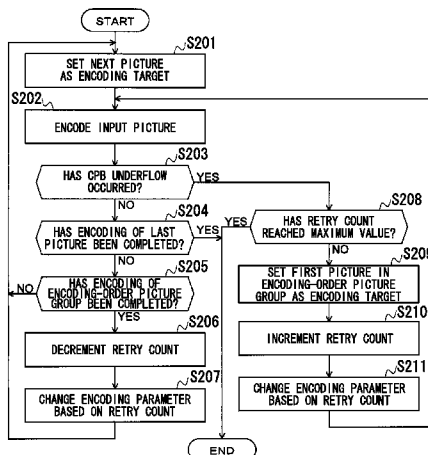 START
S201
SET NEXT PICTURE
AS ENCODING TARGET
S202
ENCODE INPUT PICTURE
S203
HAS CPB UNDERFLOW
OCCURRED?
YES
NO
S204
HAS ENCODING OF LAST
PICTURE BEEN COMPLETED?
YES
NO
S205
HAS ENCODING OF
ENCODING-ORDER PICTURE
GROUP BEEN COMPLETED?
NO
YES
S206
DECREMENT RETRY COUNT
S207
CHANGE ENCODING PARAMETER
BASED ON RETRY COUNT
S208
HAS RETRY COUNT
REACHED MAXIMUM VALUE?
YES
NO
S209
SET FIRST PICTURE IN
ENCODING-ORDER PICTURE
GROUP AS ENCODING TARGET
S210
INCREMENT RETRY COUNT
S211
CHANGE ENCODING PARAMETER
BASED ON RETRY COUNT
END